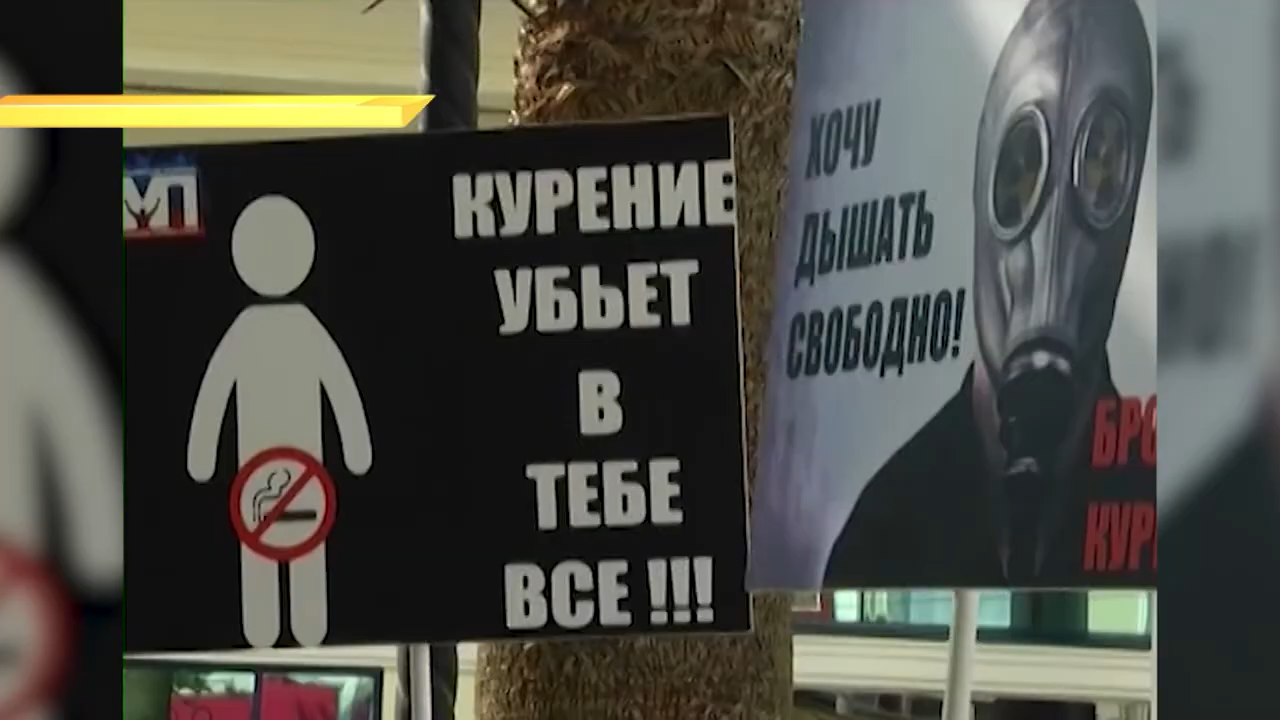 МП
КУРЕНИЕ
УБЬЕТ
В
ТЕБЕ
ВСЕ !!!
ХОЧУ
ДЫШАТЬ
СВОБОДНО!